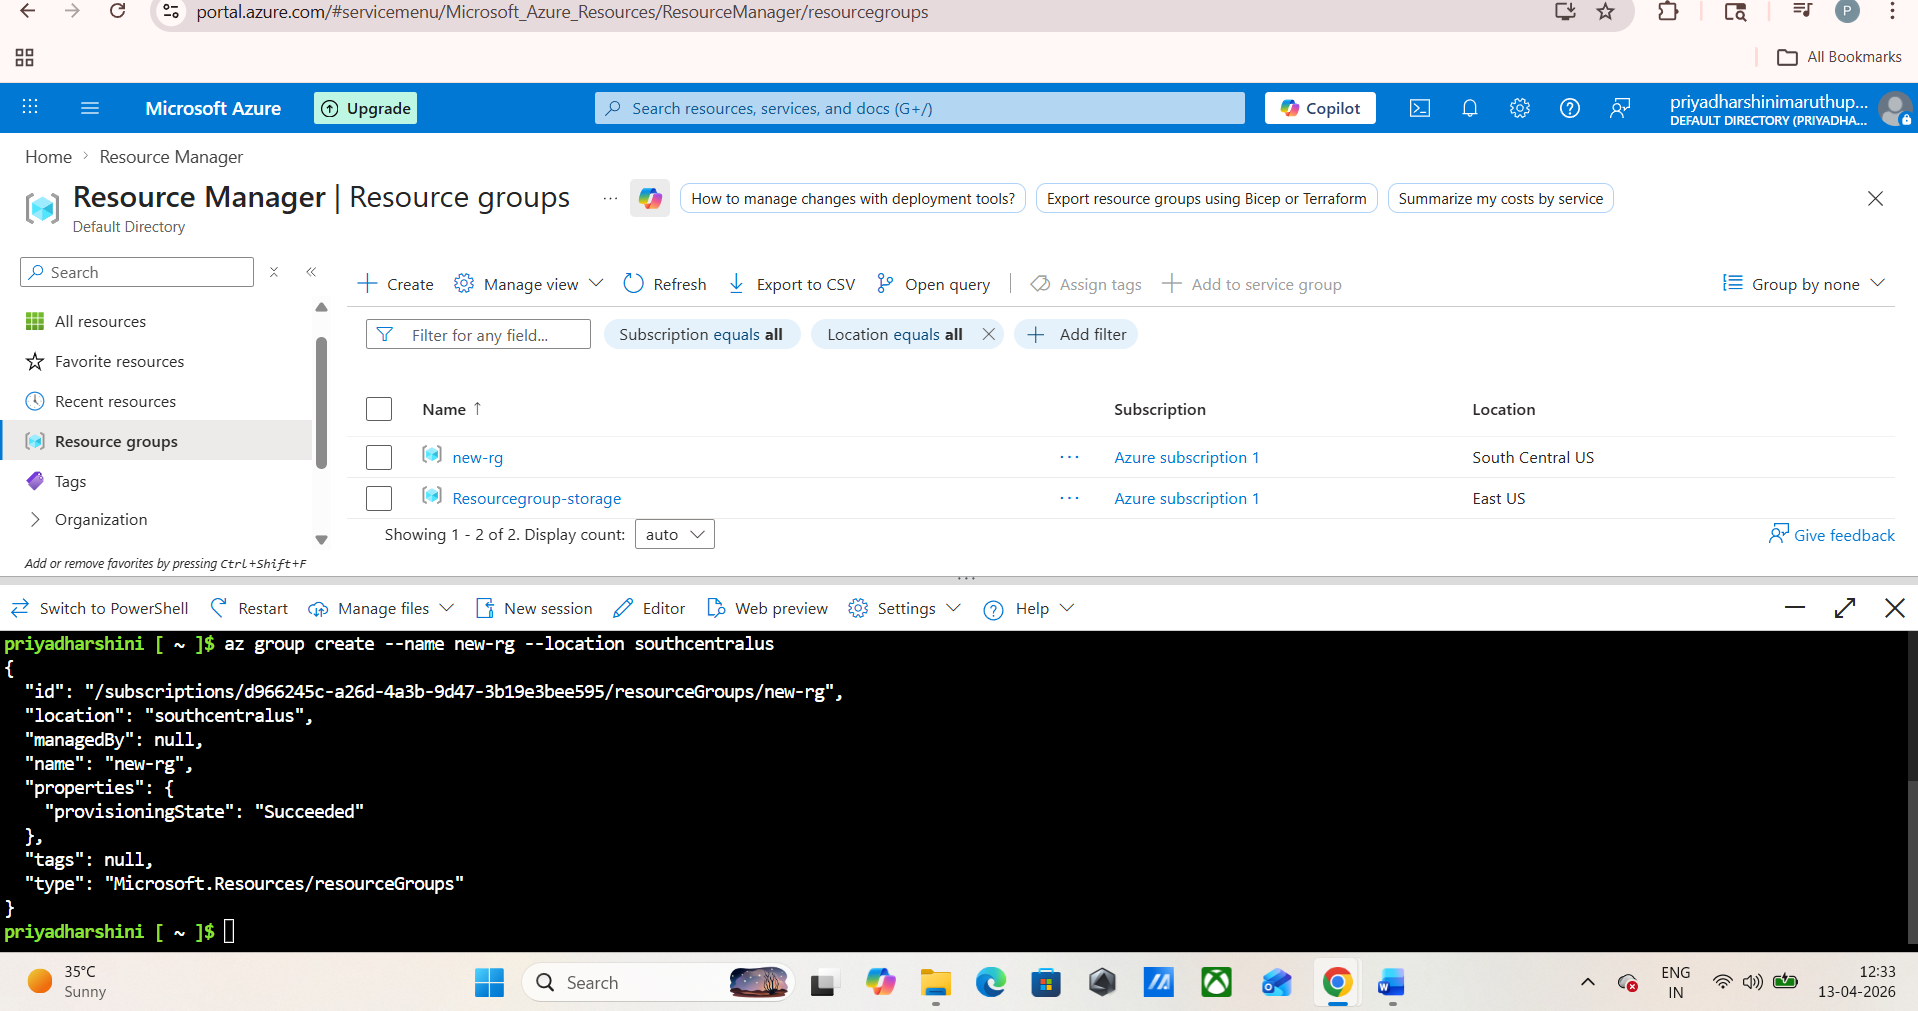 portal.azure.com/#servicemenu/Microsoft_Azure_Resources/ResourceManager/resourcegroups
P
All Bookmarks
Microsoft Azure
Upgrade
Search resources, services, and docs (G+/)
Copilot
priyadharshinimaruthup...
DEFAULT DIRECTORY (PRIYADHA...
Home > Resource Manager
Resource Manager | Resource groups
...
How to manage changes with deployment tools?
Export resource groups using Bicep or Terraform
Summarize my costs by service
Default Directory
Search
Create
Manage view
Refresh
Export to CSV
Open query
Assign tags
Add to service group
Group by none
All resources
Favorite resources
Recent resources
Resource groups
Tags
Organization
Add or remove favorites by pressing Ctrl+Shift+F
Filter for any field...
Subscription equals all
Location equals all
Add filter
Name ↑ Subscription Location
new-rg ... Azure subscription 1 South Central US
Resourcegroup-storage ... Azure subscription 1 East US
Showing 1 - 2 of 2. Display count: auto
Give feedback
Switch to PowerShell
Restart
Manage files
New session
Editor
Web preview
Settings
Help
priyadharshini [ ~ ]$ az group create --name new-rg --location southcentralus
{
"id": "/subscriptions/d966245c-a26d-4a3b-9d47-3b19e3bee595/resourceGroups/new-rg",
"location": "southcentralus",
"managedBy": null,
"name": "new-rg",
"properties": {
"provisioningState": "Succeeded"
},
"tags": null,
"type": "Microsoft.Resources/resourceGroups"
}
priyadharshini [ ~ ]$
35°C
Sunny
Search
ENG
IN
12:33
13-04-2026